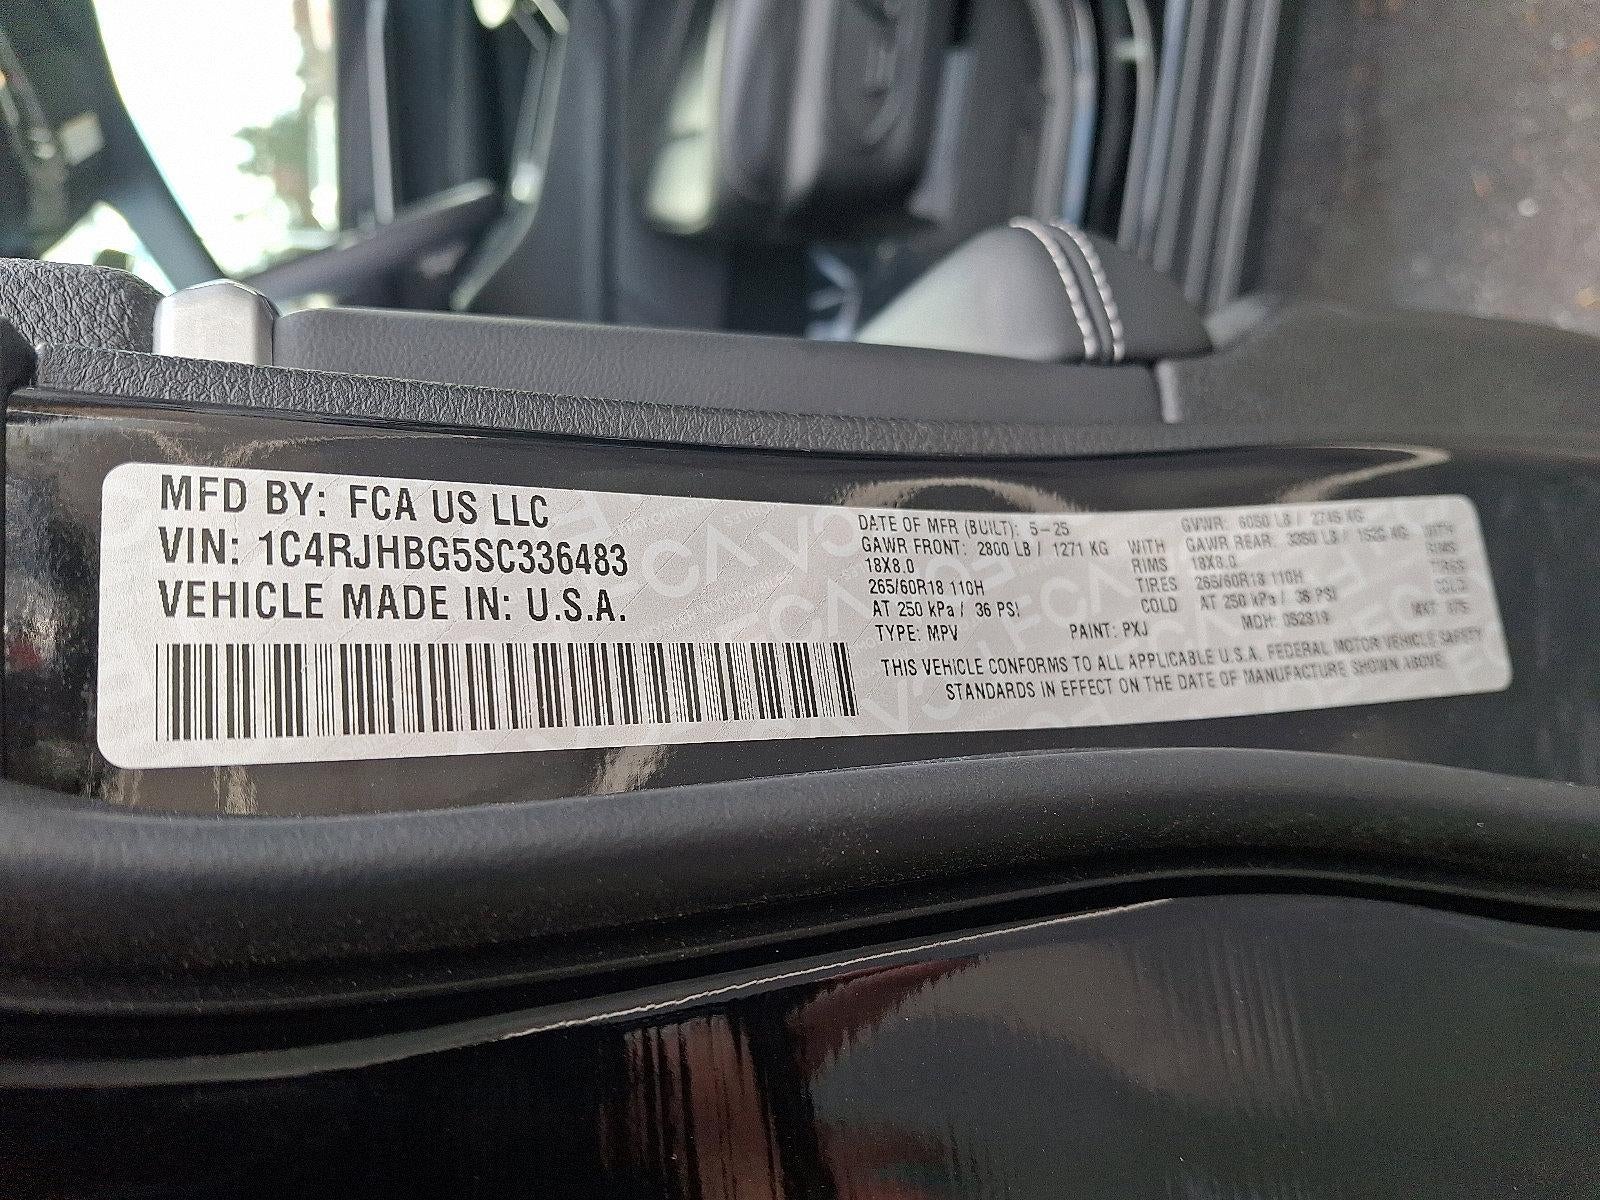 MFD BY: FCA US LLC
VIN: 1C4RJHBG5SC336483
VEHICLE MADE IN: U.S.A.
DATE OF MFR (BUILT): 5-25 GVWR: 6050 LB / 2745 KG
GAWR FRONT: 2800 LB / 1271 KG WITH GAWR REAR: 3350 LB / 1520 KG WITH
18X8.0 RIMS 18X8.0 RIMS
265/60R18 110H TIRES 265/60R18 110H TIRES
AT 250 kPa / 36 PSI COLD AT 250 kPa / 36 PSI COLD
TYPE: MPV PAINT: PXJ MDH:
THIS VEHICLE CONFORMS TO ALL APPLICABLE U.S.A. FEDERAL MOTOR VEHICLE SAFETY
STANDARDS IN EFFECT ON THE DATE OF MANUFACTURE SHOWN ABOVE.